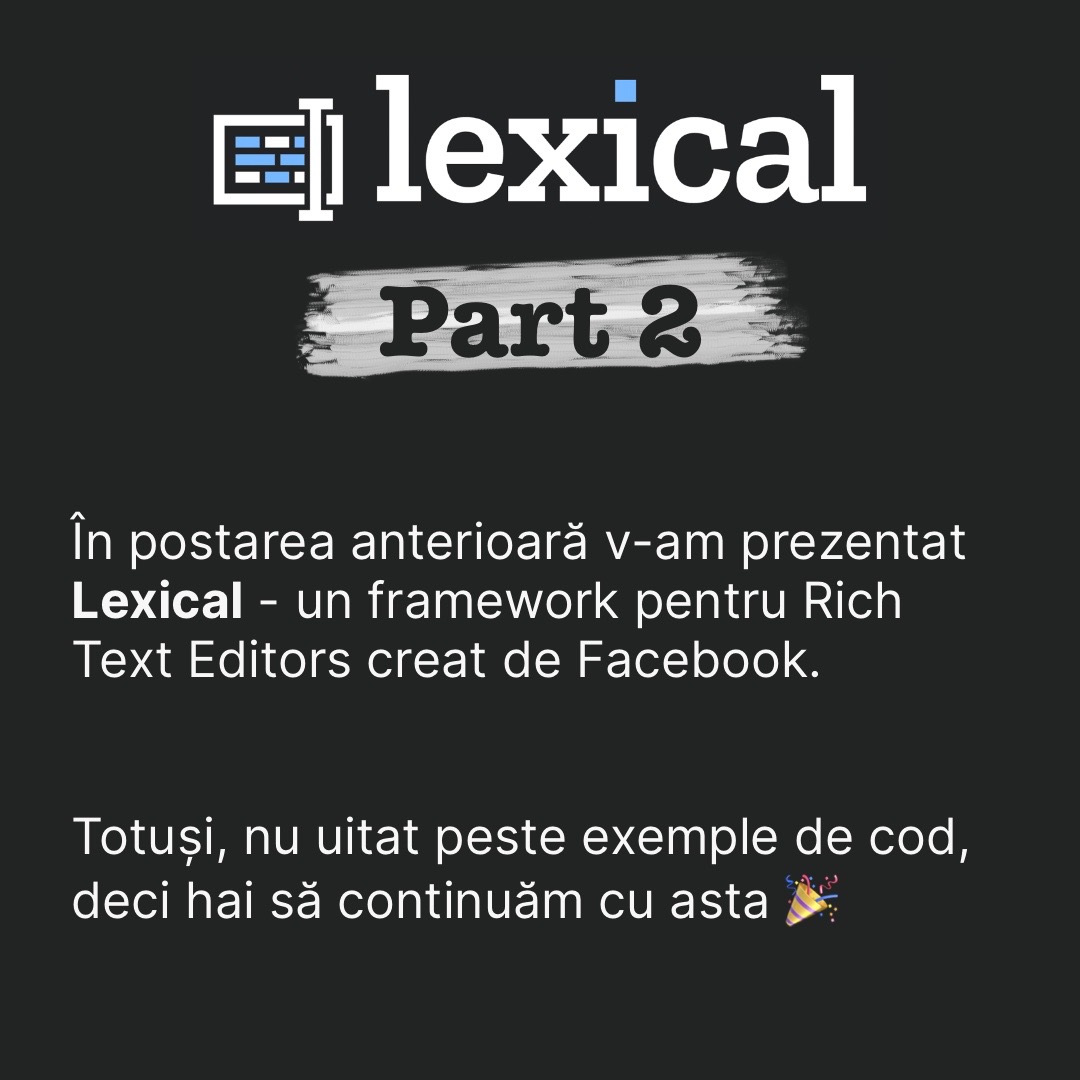 lexical
Part 2
În postarea anterioară v-am prezentat
Lexical - un framework pentru Rich
Text Editors creat de Facebook.
Totuși, nu uitat peste exemple de cod,
deci hai să continuăm cu asta 🎉